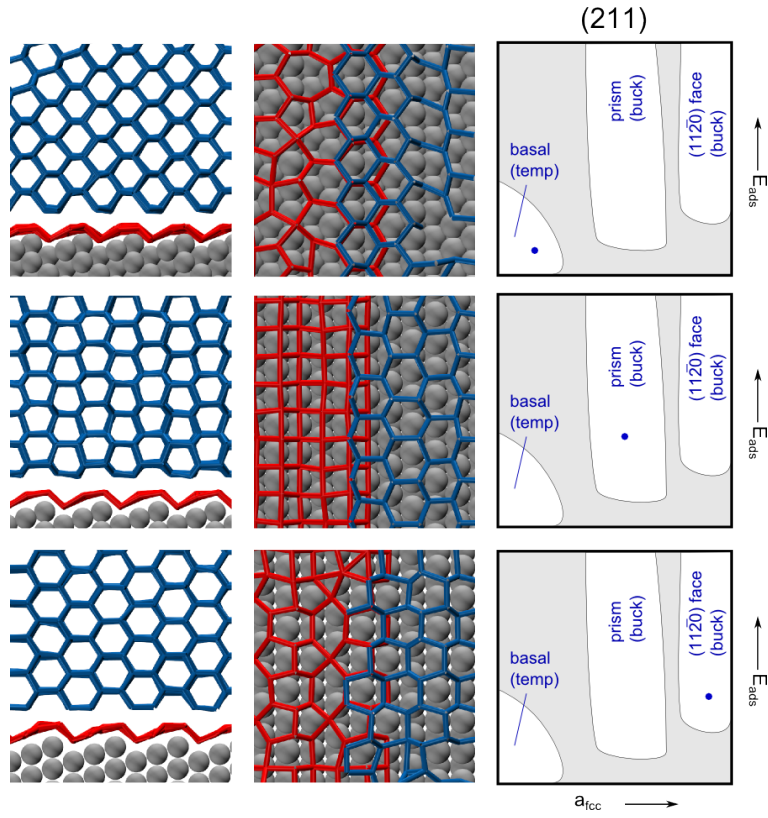 (211)
basal
(temp)
prism
(buck)
(112̄0) face
(buck)
E_ads
basal
(temp)
prism
(buck)
(112̄0) face
(buck)
E_ads
basal
(temp)
prism
(buck)
(112̄0) face
(buck)
E_ads
a_fcc